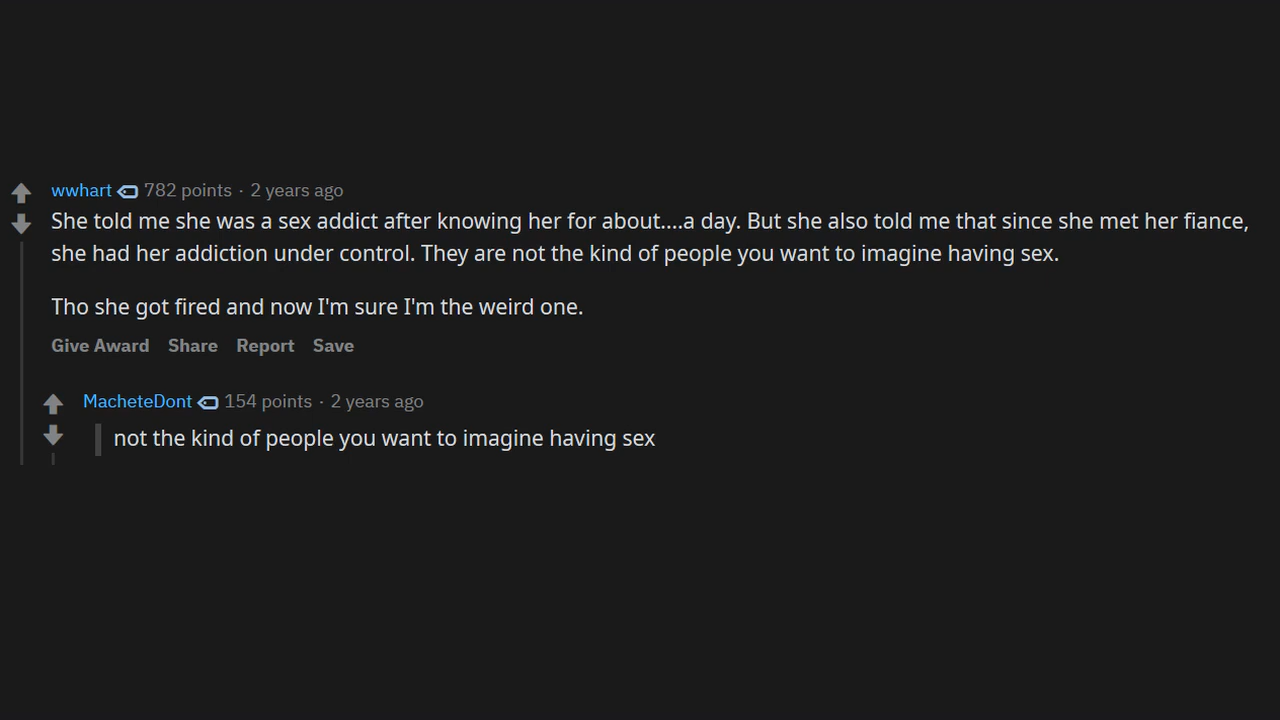 wwhart 782 points · 2 years ago
She told me she was a sex addict after knowing her for about....a day. But she also told me that since she met her fiance,
she had her addiction under control. They are not the kind of people you want to imagine having sex.
Tho she got fired and now I'm sure I'm the weird one.
Give Award Share Report Save
MacheteDont 154 points · 2 years ago
not the kind of people you want to imagine having sex